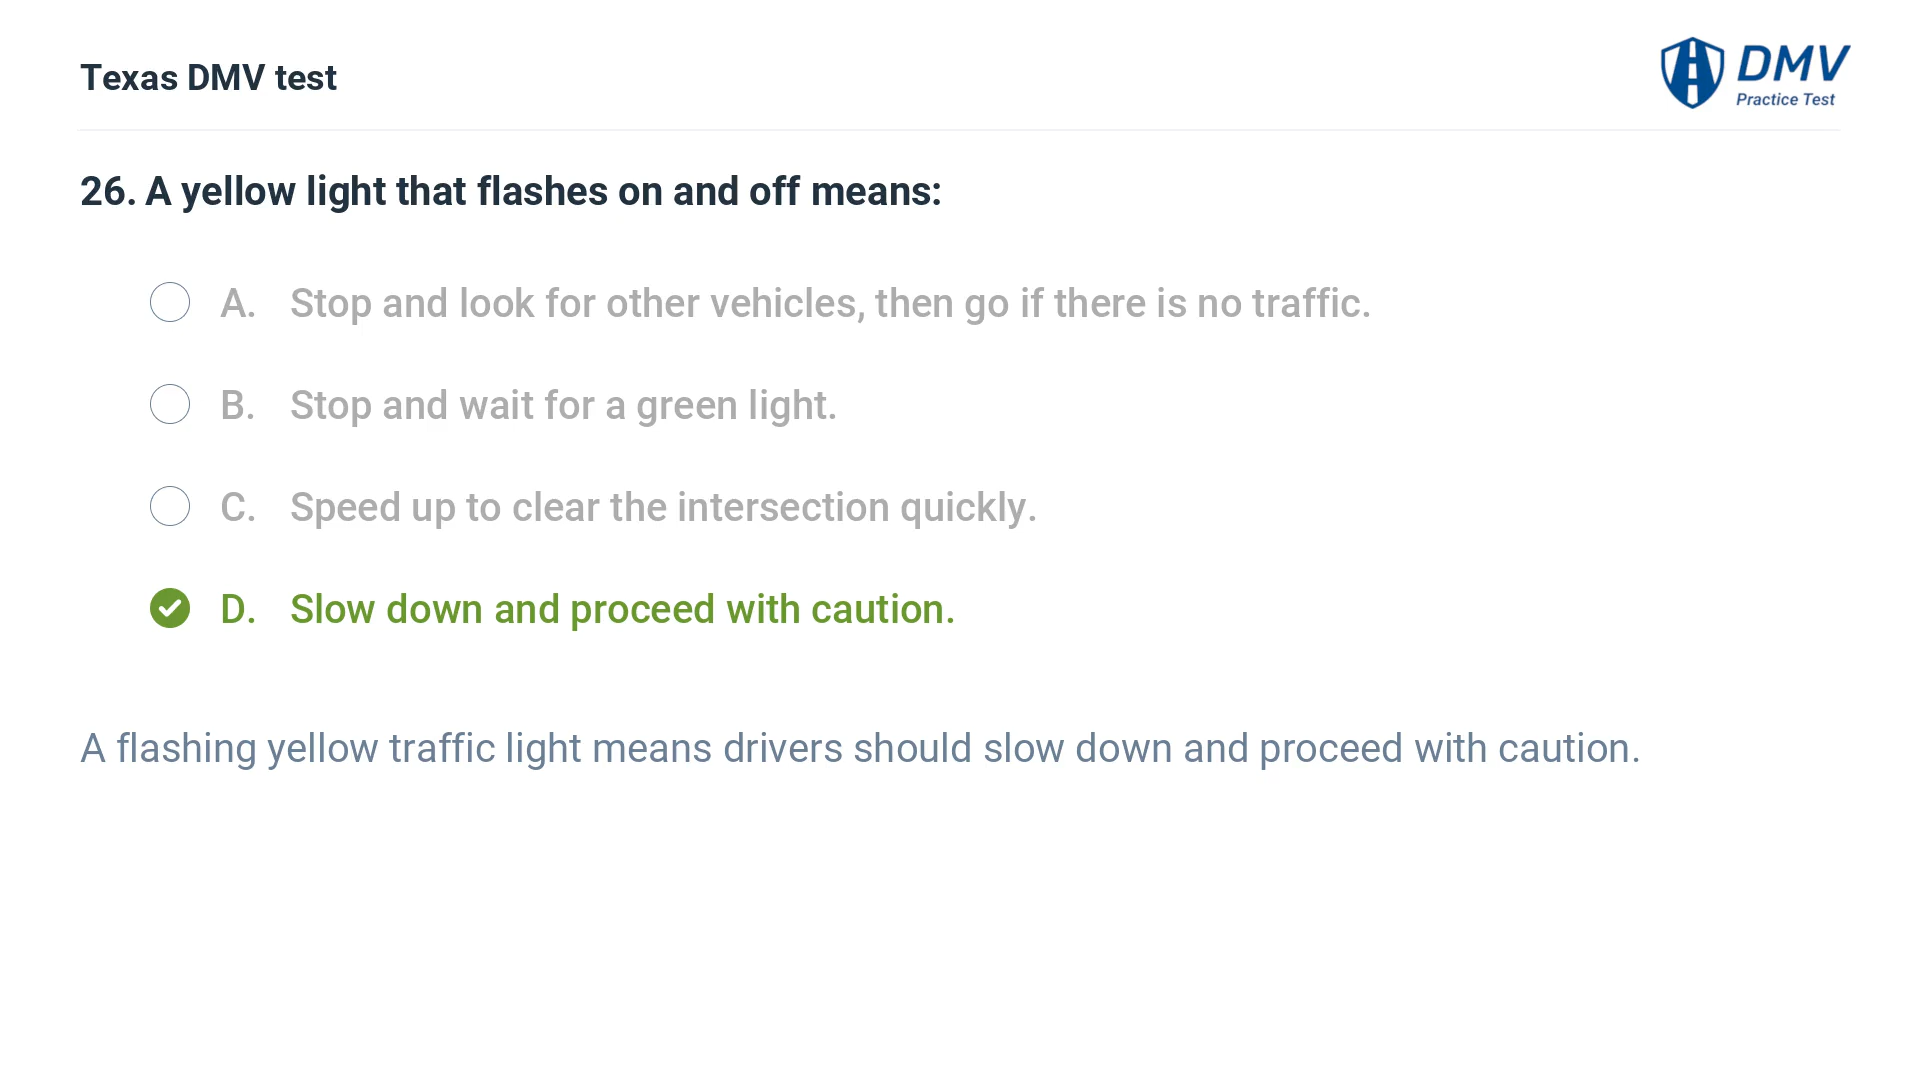 Texas DMV test
DMV
Practice Test
26. A yellow light that flashes on and off means:
A. Stop and look for other vehicles, then go if there is no traffic.
B. Stop and wait for a green light.
C. Speed up to clear the intersection quickly.
D. Slow down and proceed with caution.
A flashing yellow traffic light means drivers should slow down and proceed with caution.